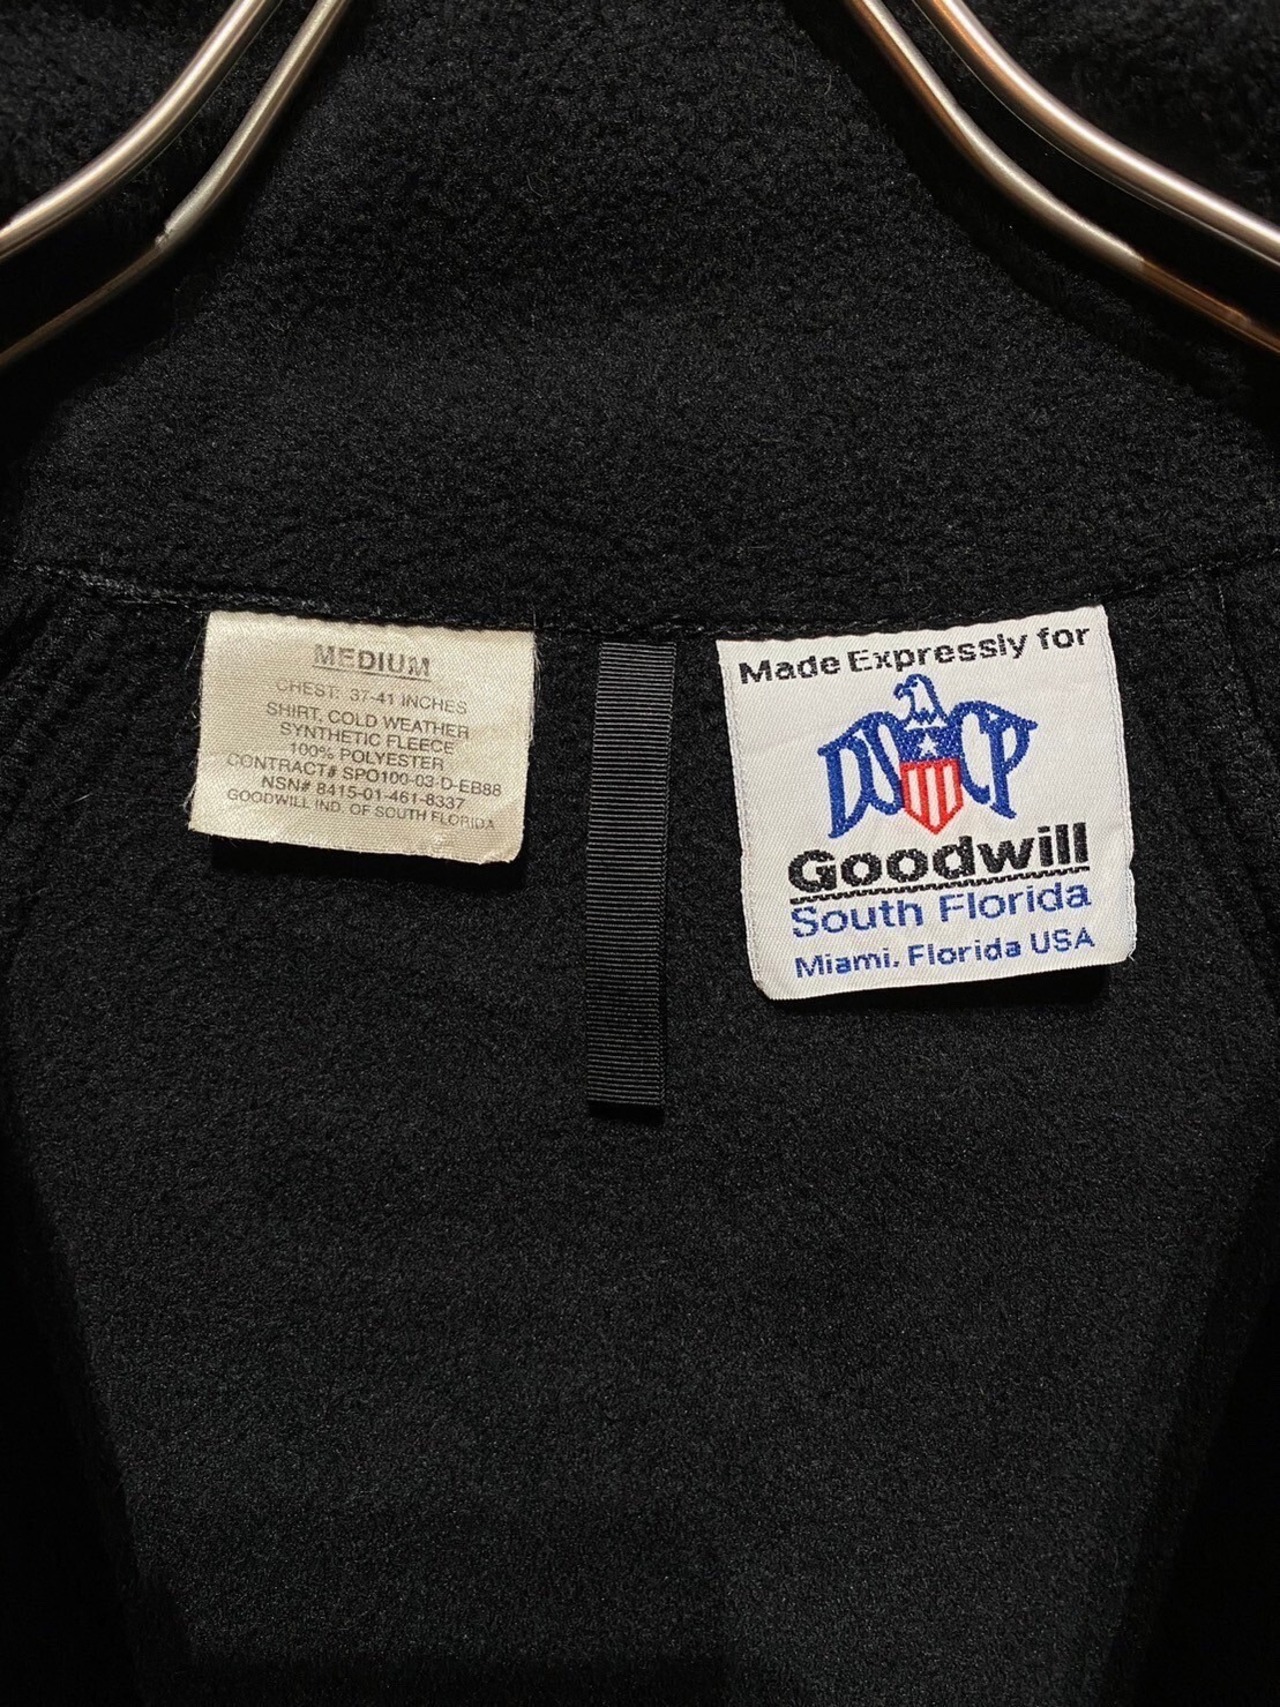 MEDIUM
CHEST: 37-41 INCHES
SHIRT, COLD WEATHER
SYNTHETIC FLEECE
100% POLYESTER
CONTRACT# SPO100-03-D-EB88
NSN# 8415-01-461-8337
GOODWILL IND. OF SOUTH FLORIDA
Made Expressly for
DSCP
Goodwill
South Florida
Miami, Florida USA